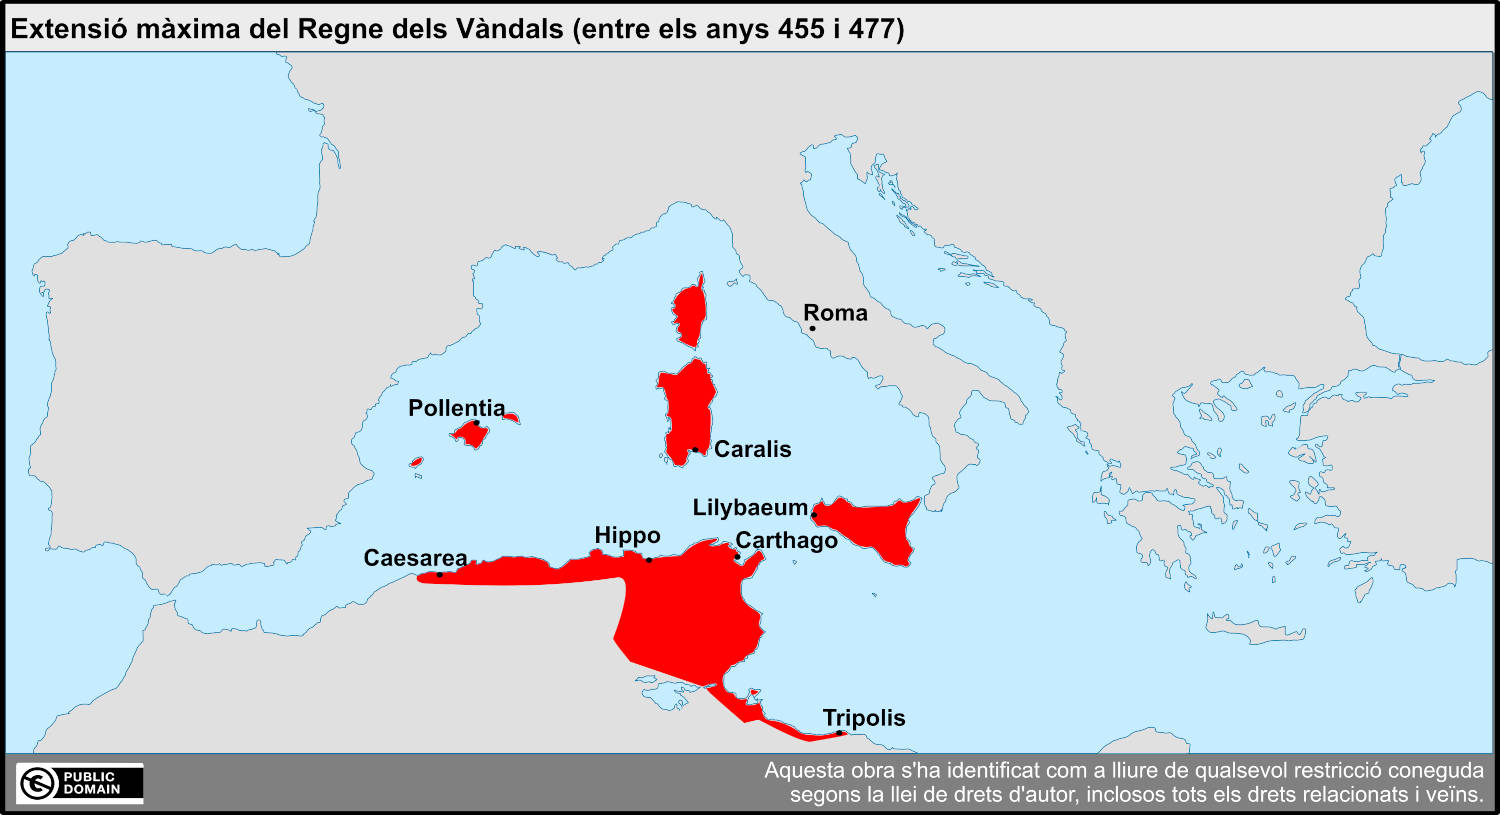 Extensió màxima del Regne dels Vàndals (entre els anys 455 i 477)
Roma
Pollentia
Caralis
Lilybaeum
Hippo
Carthago
Caesarea
Tripolis
PUBLIC
DOMAIN
Aquesta obra s'ha identificat com a lliure de qualsevol restricció coneguda
segons la llei de drets d'autor, inclosos tots els drets relacionats i veïns.